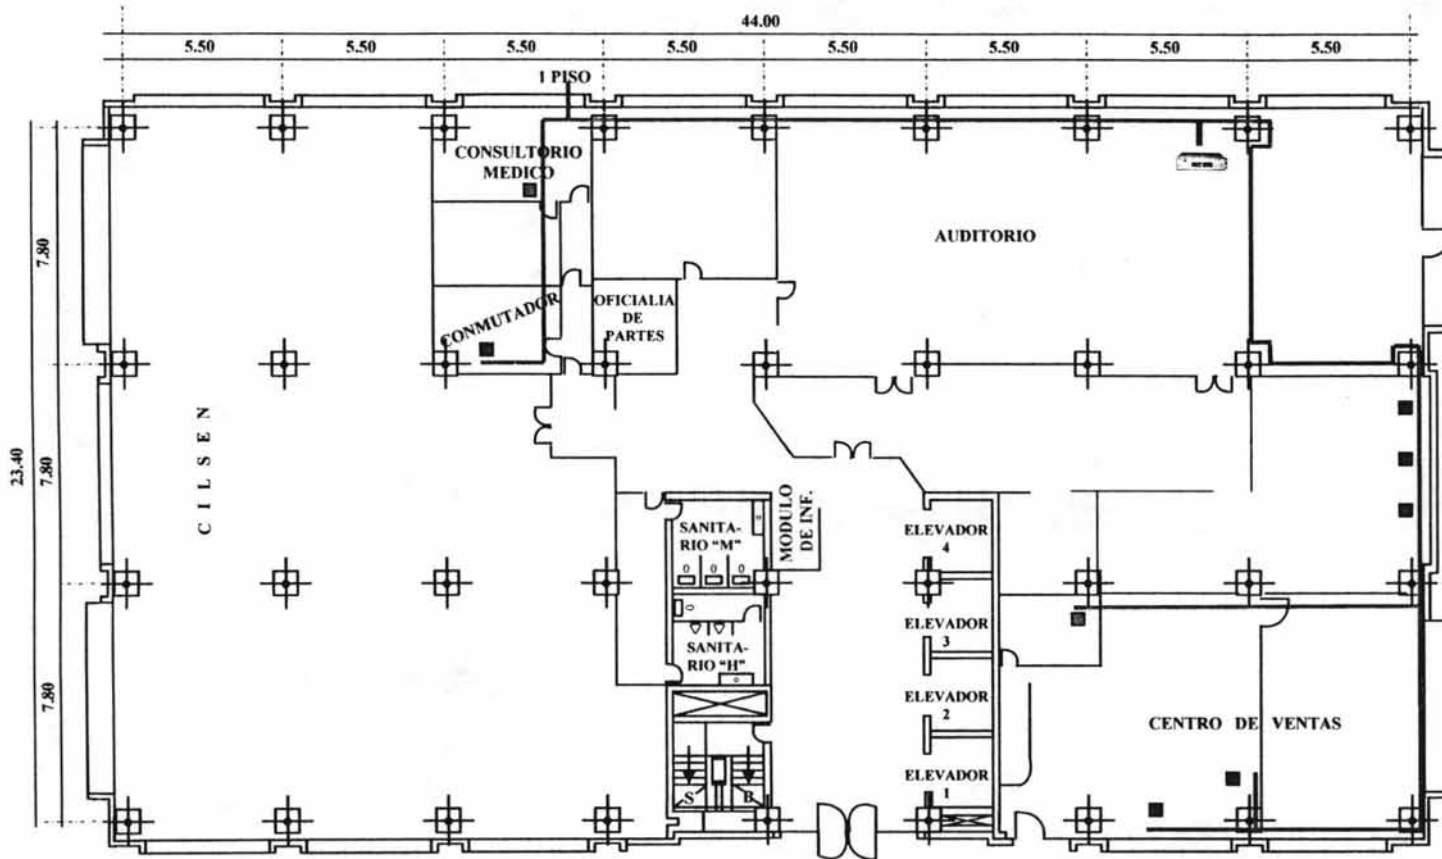 44.00
5.50
5.50
5.50
5.50
5.50
5.50
5.50
5.50
1 PISO
CONSULTORIO
MEDICO
AUDITORIO
7.80
CONMUTADOR
OFICIALIA
DE
PARTES
CILSEN
23.40
7.80
MODULO
DE INF.
SANITA-
RIO “M”
ELEVADOR
4
SANITA-
RIO “H”
ELEVADOR
3
7.80
ELEVADOR
2
CENTRO DE VENTAS
ELEVADOR
1
S
B